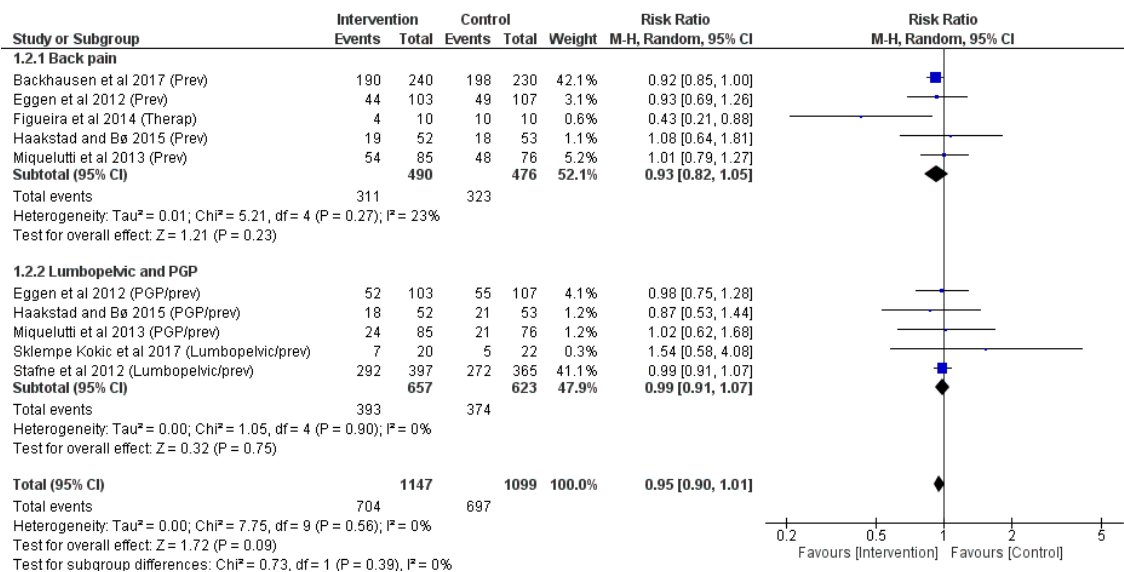 Intervention Control Risk Ratio Risk Ratio
Study or Subgroup Events Total Events Total Weight M-H, Random, 95% CI M-H, Random, 95% CI
1.2.1 Back pain
Backhausen et al 2017 (Prev) 190 240 198 230 42.1% 0.92 [0.85, 1.00]
Eggen et al 2012 (Prev) 44 103 49 107 3.1% 0.93 [0.69, 1.26]
Figueira et al 2014 (Therap) 4 10 10 10 0.6% 0.43 [0.21, 0.88]
Haakstad and Bø 2015 (Prev) 19 52 18 53 1.1% 1.08 [0.64, 1.81]
Miquelutti et al 2013 (Prev) 54 85 48 76 5.2% 1.01 [0.79, 1.27]
Subtotal (95% CI) 490 476 52.1% 0.93 [0.82, 1.05]
Total events 311 323
Heterogeneity: Tau² = 0.01; Chi² = 5.21, df = 4 (P = 0.27); I² = 23%
Test for overall effect: Z = 1.21 (P = 0.23)
1.2.2 Lumbopelvic and PGP
Eggen et al 2012 (PGP/prev) 52 103 55 107 4.1% 0.98 [0.75, 1.28]
Haakstad and Bø 2015 (PGP/prev) 18 52 21 53 1.2% 0.87 [0.53, 1.44]
Miquelutti et al 2013 (PGP/prev) 24 85 21 76 1.2% 1.02 [0.62, 1.68]
Sklempe Kokic et al 2017 (Lumbopelvic/prev) 7 20 5 22 0.3% 1.54 [0.58, 4.08]
Stafne et al 2012 (Lumbopelvic/prev) 292 397 272 365 41.1% 0.99 [0.91, 1.07]
Subtotal (95% CI) 657 623 47.9% 0.99 [0.91, 1.07]
Total events 393 374
Heterogeneity: Tau² = 0.00; Chi² = 1.05, df = 4 (P = 0.90); I² = 0%
Test for overall effect: Z = 0.32 (P = 0.75)
Total (95% CI) 1147 1099 100.0% 0.95 [0.90, 1.01]
Total events 704 697
Heterogeneity: Tau² = 0.00; Chi² = 7.75, df = 9 (P = 0.56); I² = 0%
Test for overall effect: Z = 1.72 (P = 0.09)
Test for subgroup differences: Chi² = 0.73, df = 1 (P = 0.39), I² = 0%
0.2 0.5 1 2 5
Favours [Intervention] Favours [Control]